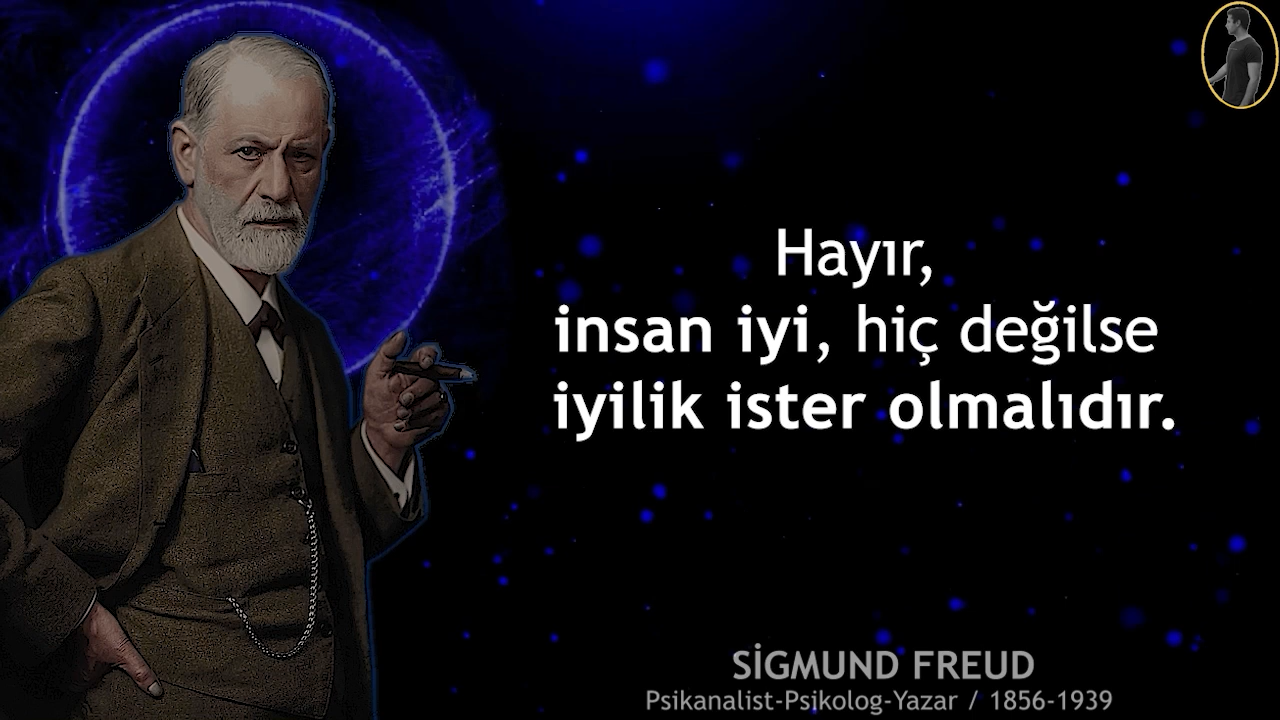 Hayır,
insan iyi, hiç değilse
iyilik ister olmalıdır.
SİGMUND FREUD
Psikanalist-Psikolog-Yazar / 1856-1939